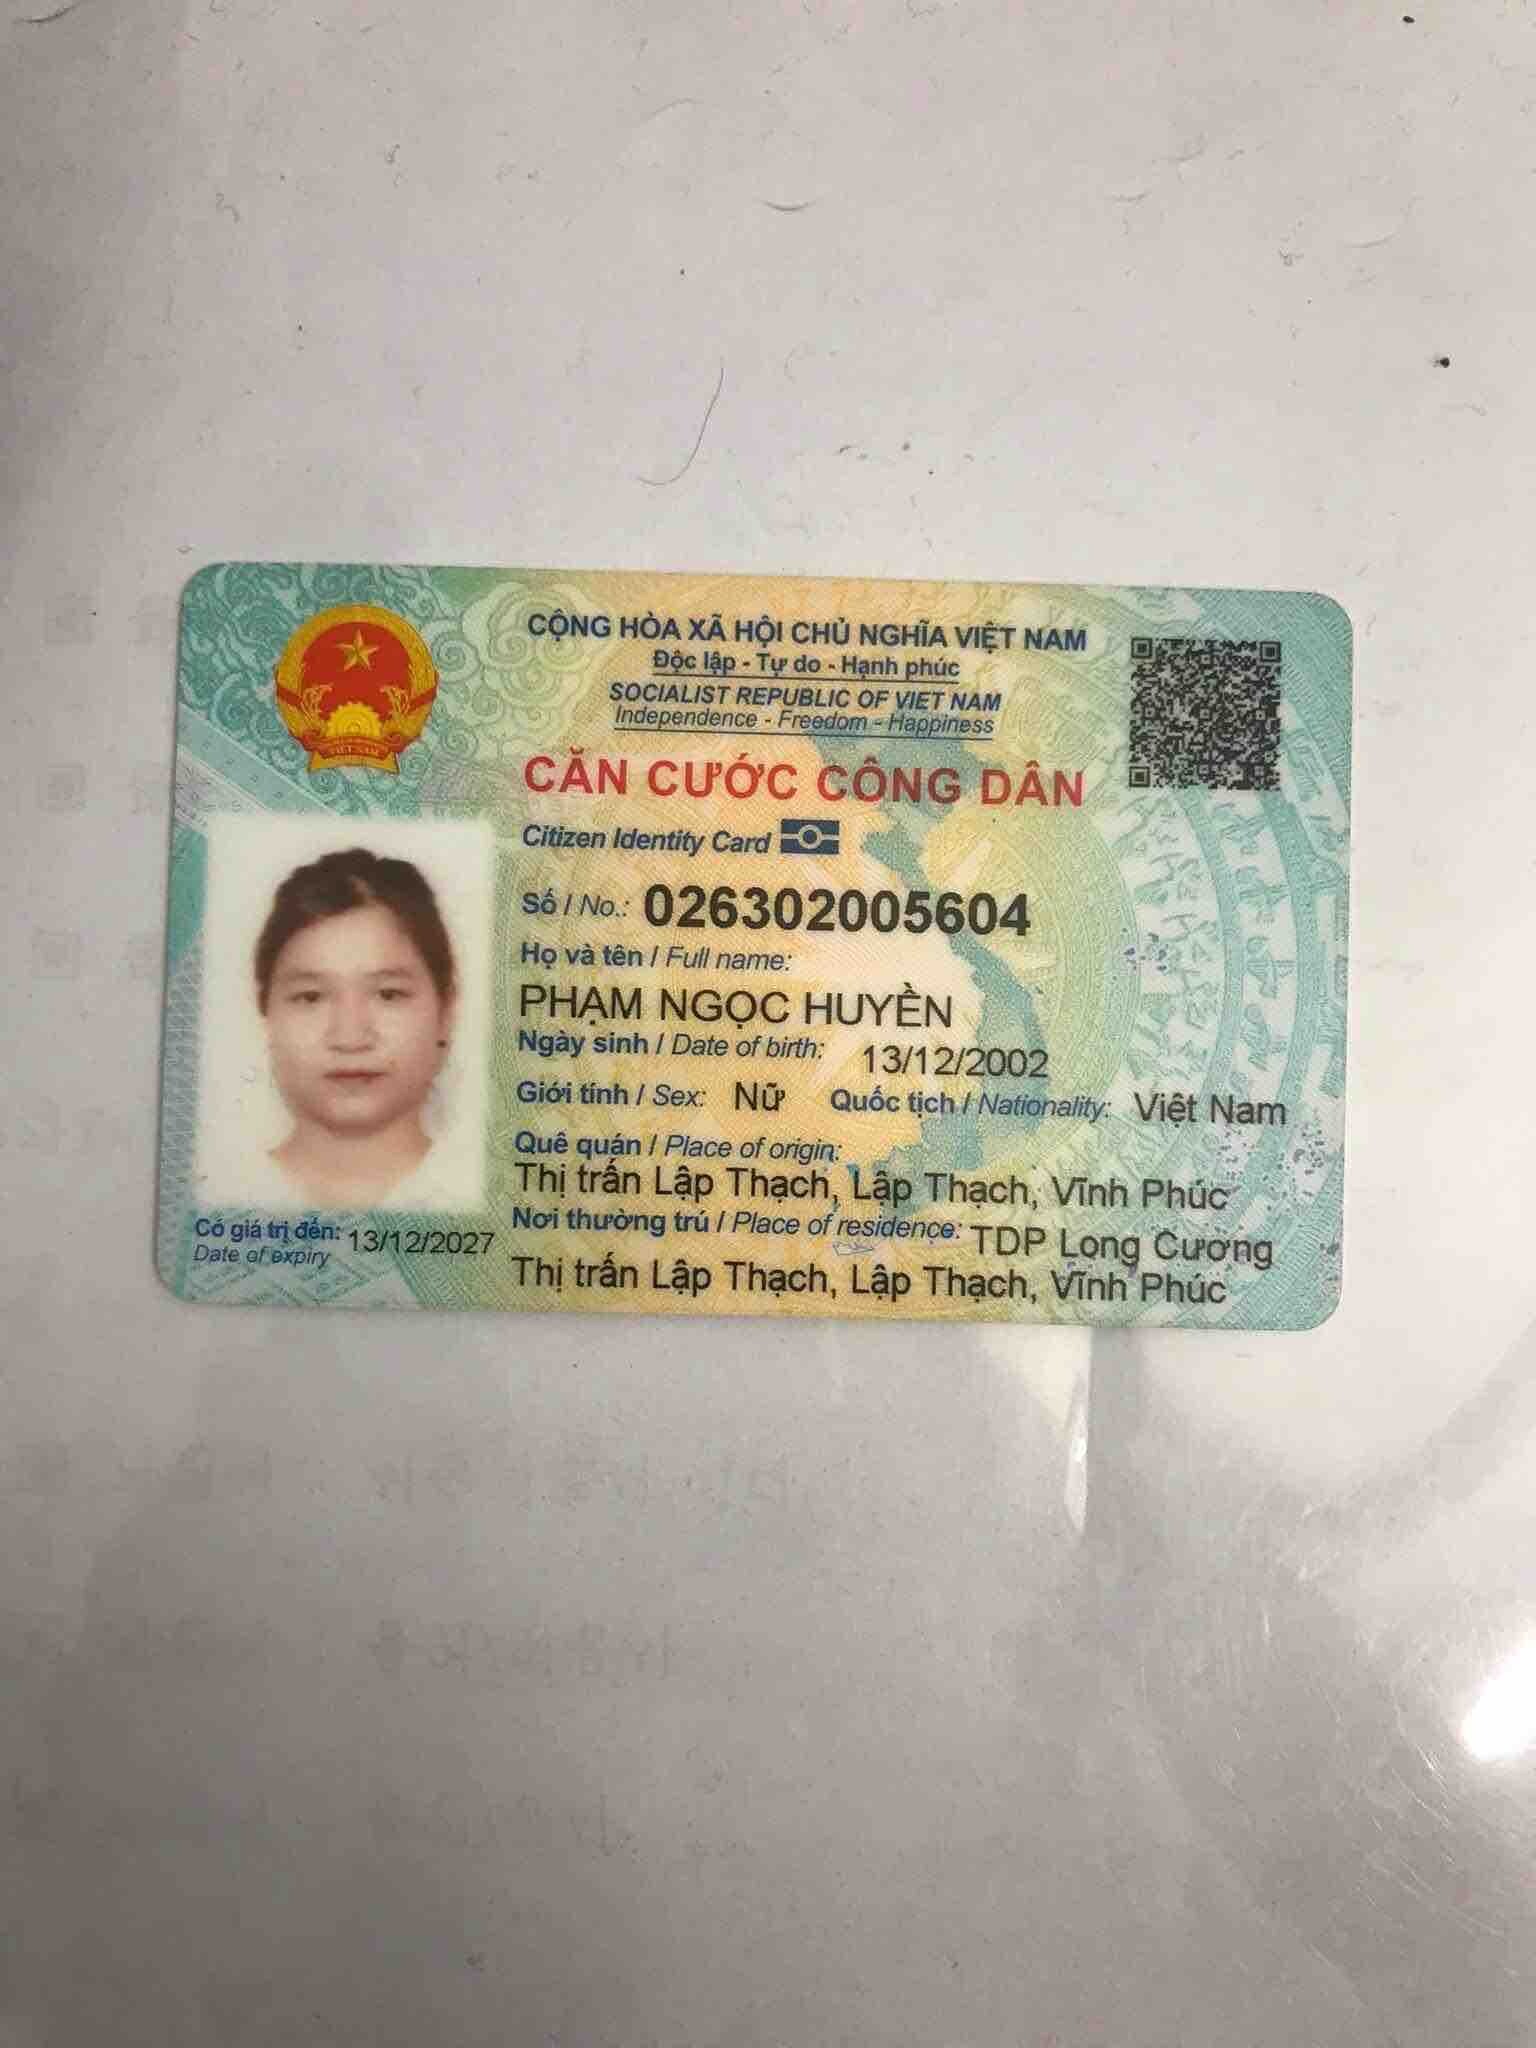 CỘNG HÒA XÃ HỘI CHỦ NGHĨA VIỆT NAM
Độc lập - Tự do - Hạnh phúc
SOCIALIST REPUBLIC OF VIET NAM
Independence - Freedom - Happiness
CĂN CƯỚC CÔNG DÂN
Citizen Identity Card
Số / No.: 026302005604
Họ và tên / Full name:
PHẠM NGỌC HUYỀN
Ngày sinh / Date of birth: 13/12/2002
Giới tính / Sex: Nữ Quốc tịch / Nationality: Việt Nam
Quê quán / Place of origin:
Thị trấn Lập Thạch, Lập Thạch, Vĩnh Phúc
Nơi thường trú / Place of residence: TDP Long Cương
Thị trấn Lập Thạch, Lập Thạch, Vĩnh Phúc
Có giá trị đến: 13/12/2027
Date of expiry
VIỆT NAM